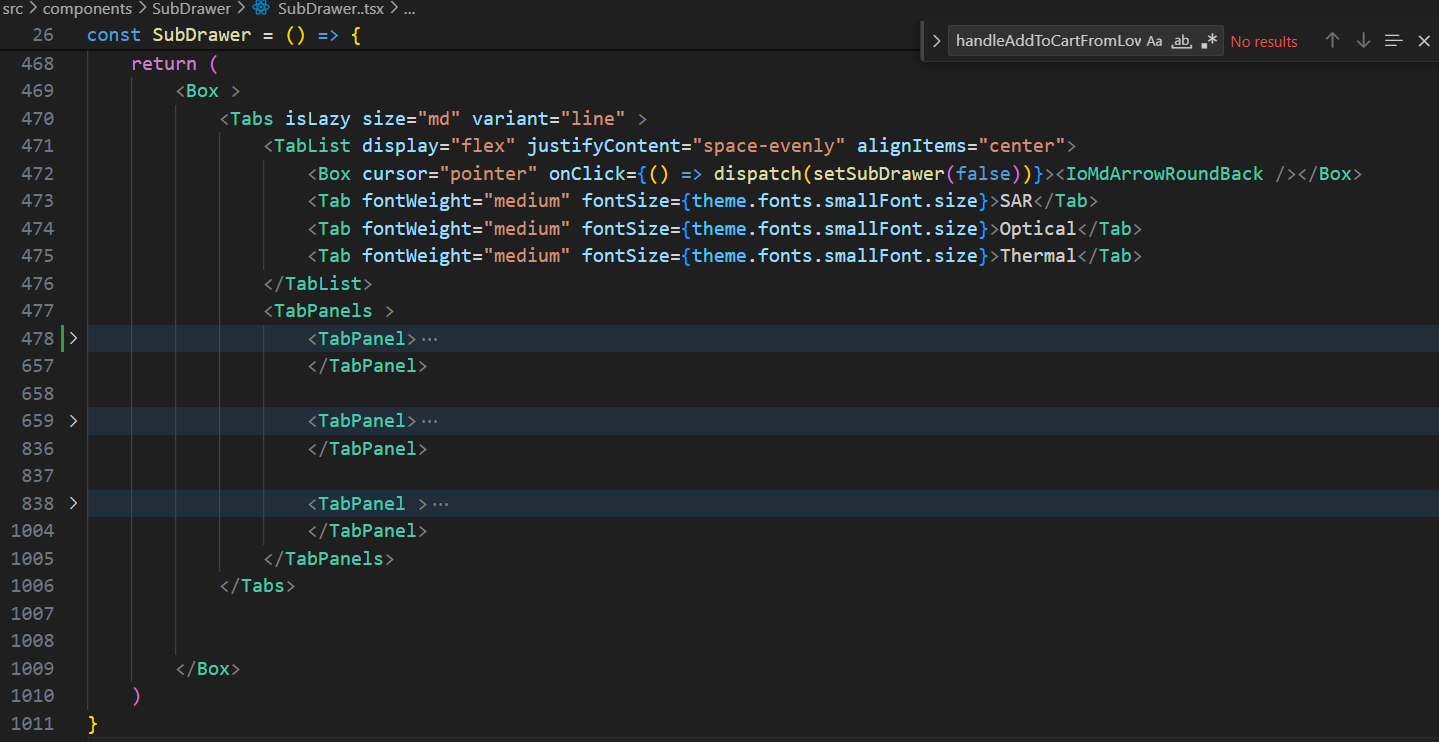 src > components > SubDrawer > SubDrawer..tsx > ...
26 const SubDrawer = () => {
handleAddToCartFromLov Aa ab .* No results
468 return (
469 <Box >
470 <Tabs isLazy size="md" variant="line" >
471 <TabList display="flex" justifyContent="space-evenly" alignItems="center">
472 <Box cursor="pointer" onClick={() => dispatch(setSubDrawer(false))}><IoMdArrowRoundBack /></Box>
473 <Tab fontWeight="medium" fontSize={theme.fonts.smallFont.size}>SAR</Tab>
474 <Tab fontWeight="medium" fontSize={theme.fonts.smallFont.size}>Optical</Tab>
475 <Tab fontWeight="medium" fontSize={theme.fonts.smallFont.size}>Thermal</Tab>
476 </TabList>
477 <TabPanels >
478 <TabPanel>...
657 </TabPanel>
658
659 <TabPanel>...
836 </TabPanel>
837
838 <TabPanel >...
1004 </TabPanel>
1005 </TabPanels>
1006 </Tabs>
1007
1008
1009 </Box>
1010 )
1011 }